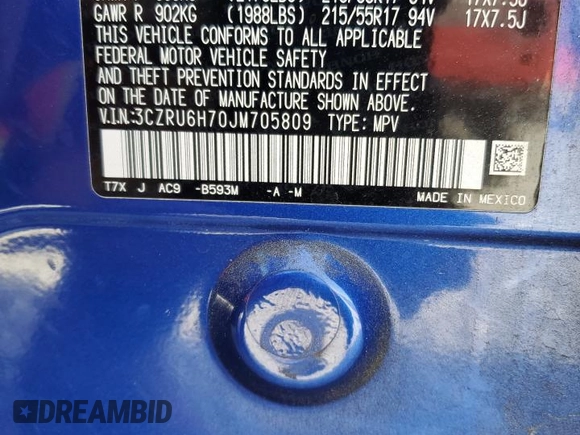 GAWR R 902KG (1988LBS) 215/55R17 94V 17X7.5J
THIS VEHICLE CONFORMS TO ALL APPLICABLE
FEDERAL MOTOR VEHICLE SAFETY
AND THEFT PREVENTION STANDARDS IN EFFECT
ON THE DATE OF MANUFACTURE SHOWN ABOVE.
V.I.N.:3CZRU6H70JM705809 TYPE: MPV
T7X J AC9 -B593M -A -M
MADE IN MEXICO
DREAMBID